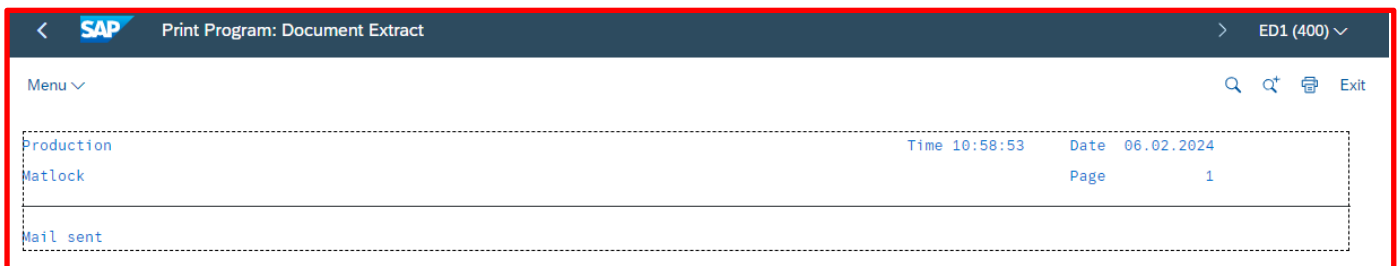 SAP Print Program: Document Extract ED1 (400)
Menu Exit
Production Time 10:58:53 Date 06.02.2024
Matlock Page 1
Mail sent